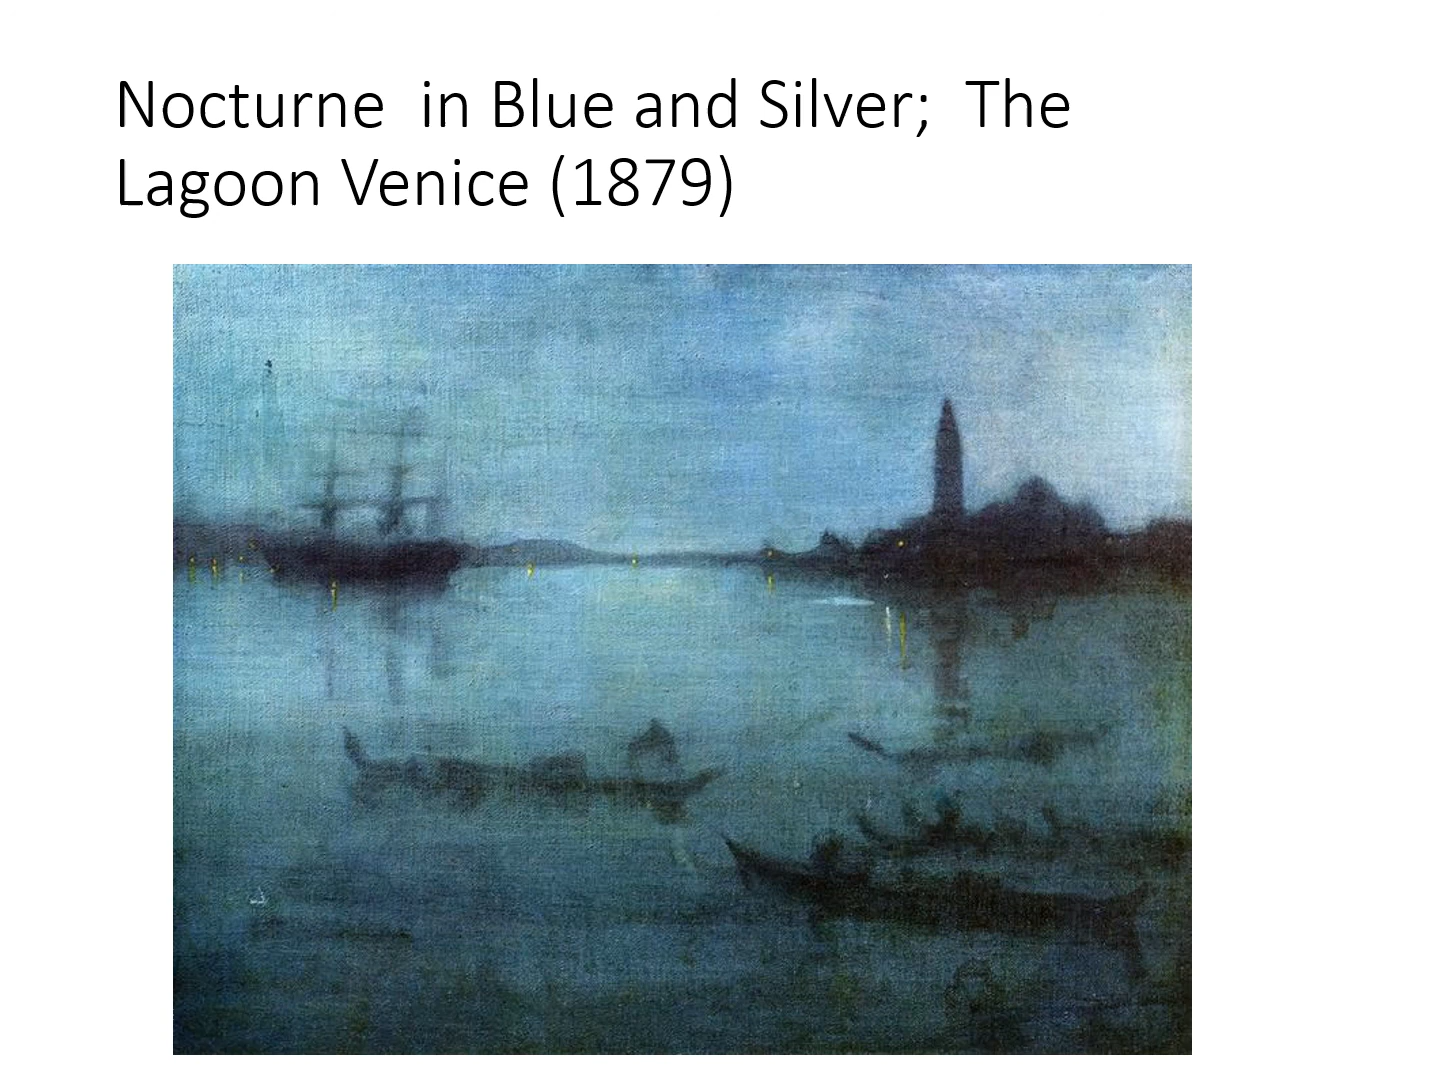 Nocturne  in Blue and Silver;  The
Lagoon Venice (1879)